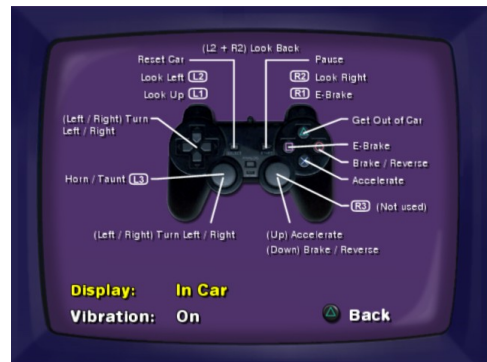 (L2 + R2) Look Back
Reset Car
Pause
Look Left L2
R2 Look Right
Look Up L1
R1 E-Brake
(Left / Right) Turn
Left / Right
Get Out of Car
E-Brake
Brake / Reverse
Accelerate
Horn / Taunt L3
R3 (Not used)
(Left / Right) Turn Left / Right
(Up) Accelerate
(Down) Brake / Reverse
Display: In Car
Vibration: On
Back